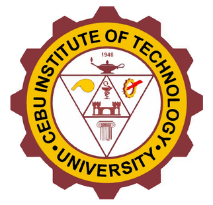 CEBU INSTITUTE OF TECHNOLOGY
• UNIVERSITY •
1946